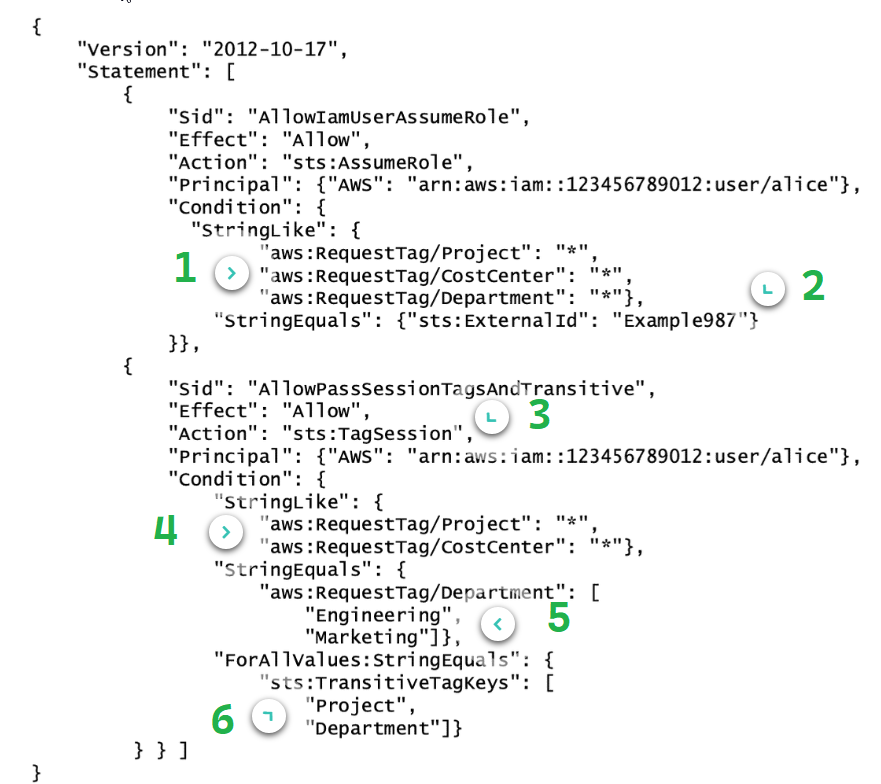 {
"Version": "2012-10-17",
"Statement": [
{
"Sid": "AllowIamUserAssumeRole",
"Effect": "Allow",
"Action": "sts:AssumeRole",
"Principal": {"AWS": "arn:aws:iam::123456789012:user/alice"},
"Condition": {
"StringLike": {
"aws:RequestTag/Project": "*",
1
"aws:RequestTag/CostCenter": "*",
2
"aws:RequestTag/Department": "*"},
"StringEquals": {"sts:ExternalId": "Example987"}
}},
{
"Sid": "AllowPassSessionTagsAndTransitive",
"Effect": "Allow",
3
"Action": "sts:TagSession",
"Principal": {"AWS": "arn:aws:iam::123456789012:user/alice"},
"Condition": {
"StringLike": {
4
"aws:RequestTag/Project": "*",
"aws:RequestTag/CostCenter": "*"},
"StringEquals": {
"aws:RequestTag/Department": [
"Engineering",
5
"Marketing"]},
"ForAllValues:StringEquals": {
"sts:TransitiveTagKeys": [
"Project",
6
"Department"]}
} } ]
}